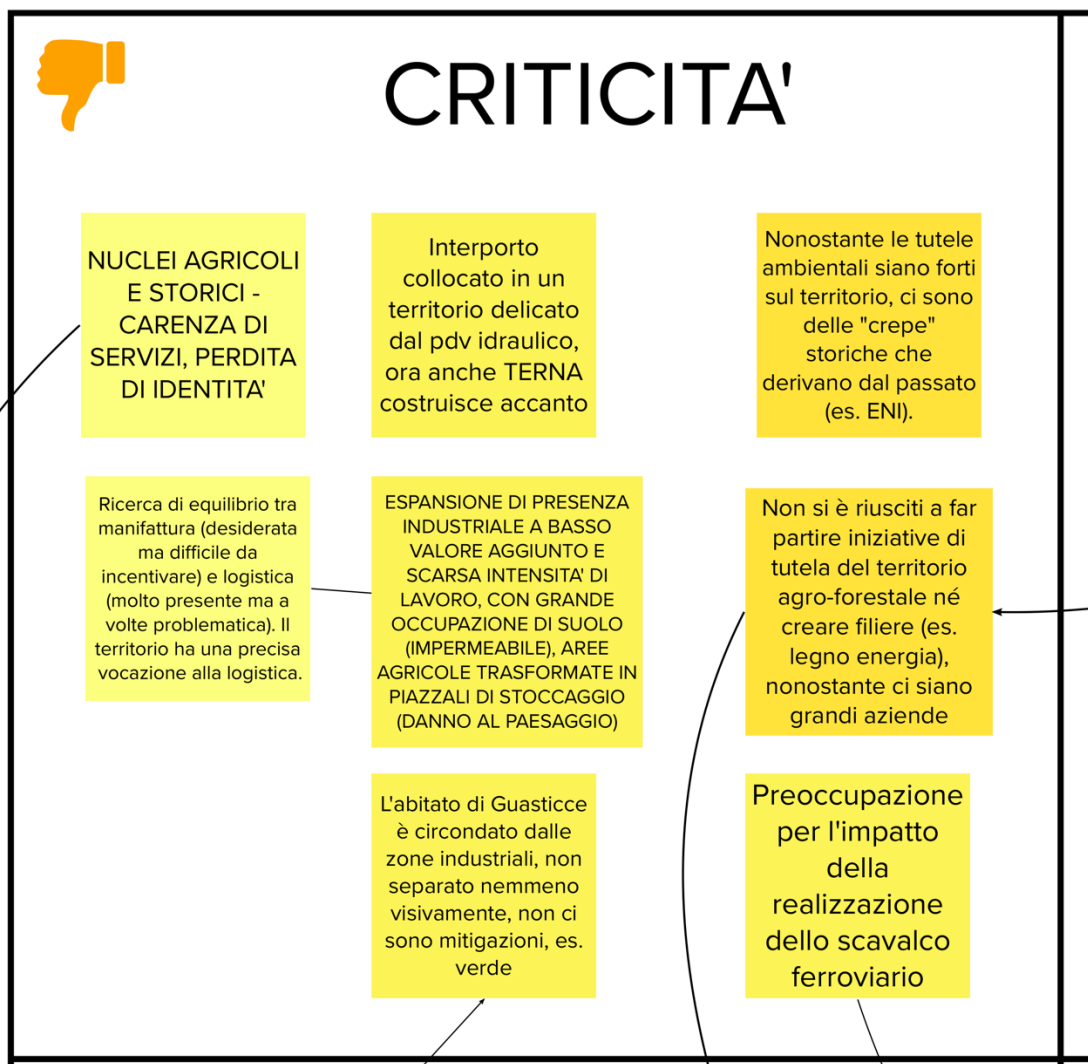 CRITICITA'
NUCLEI AGRICOLI
E STORICI -
CARENZA DI
SERVIZI, PERDITA
DI IDENTITA'
Interporto
collocato in un
territorio delicato
dal pdv idraulico,
ora anche TERNA
costruisce accanto
Nonostante le tutele
ambientali siano forti
sul territorio, ci sono
delle "crepe"
storiche che
derivano dal passato
(es. ENI).
Ricerca di equilibrio tra
manifattura (desiderata
ma difficile da
incentivare) e logistica
(molto presente ma a
volte problematica). Il
territorio ha una precisa
vocazione alla logistica.
ESPANSIONE DI PRESENZA
INDUSTRIALE A BASSO
VALORE AGGIUNTO E
SCARSA INTENSITA' DI
LAVORO, CON GRANDE
OCCUPAZIONE DI SUOLO
(IMPERMEABILE), AREE
AGRICOLE TRASFORMATE IN
PIAZZALI DI STOCCAGGIO
(DANNO AL PAESAGGIO)
Non si è riusciti a far
partire iniziative di
tutela del territorio
agro-forestale né
creare filiere (es.
legno energia),
nonostante ci siano
grandi aziende
L'abitato di Guasticce
è circondato dalle
zone industriali, non
separato nemmeno
visivamente, non ci
sono mitigazioni, es.
verde
Preoccupazione
per l'impatto
della
realizzazione
dello scavalco
ferroviario